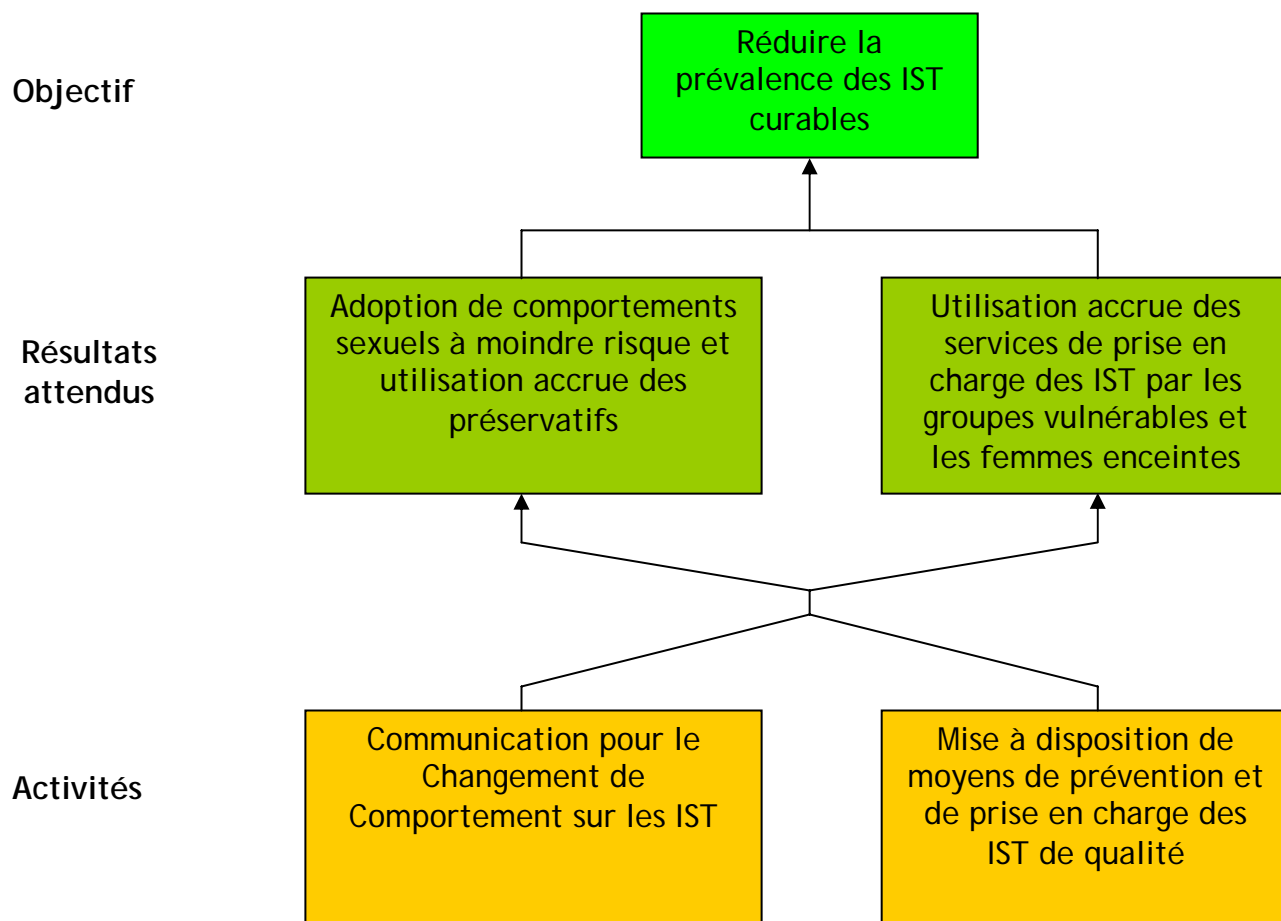 Objectif
Réduire la
prévalence des IST
curables
Résultats
attendus
Adoption de comportements
sexuels à moindre risque et
utilisation accrue des
préservatifs
Utilisation accrue des
services de prise en
charge des IST par les
groupes vulnérables et
les femmes enceintes
Activités
Communication pour le
Changement de
Comportement sur les IST
Mise à disposition de
moyens de prévention et
de prise en charge des
IST de qualité